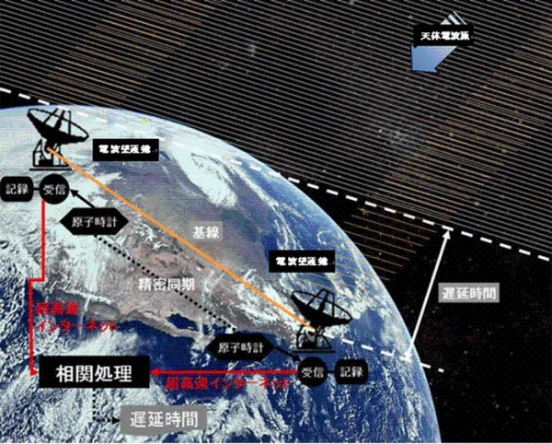 天体電波源
電波望遠鏡
記録
受信
原子時計
基線
電波望遠鏡
精密同期
遅延時間
超高速
インターネット
原子時計
受信
記録
相関処理
超高速インターネット
遅延時間